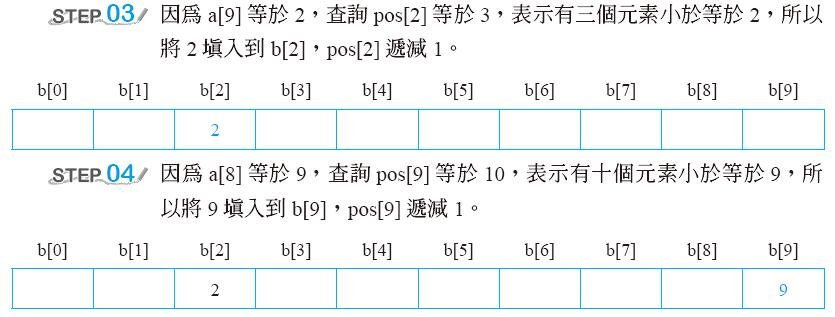 STEP 03 因為 a[9] 等於 2，查詢 pos[2] 等於 3，表示有三個元素小於等於 2，所以
將 2 填入到 b[2]，pos[2] 遞減 1。
b[0] b[1] b[2] b[3] b[4] b[5] b[6] b[7] b[8] b[9]
2
STEP 04 因為 a[8] 等於 9，查詢 pos[9] 等於 10，表示有十個元素小於等於 9，所
以將 9 填入到 b[9]，pos[9] 遞減 1。
b[0] b[1] b[2] b[3] b[4] b[5] b[6] b[7] b[8] b[9]
2 9